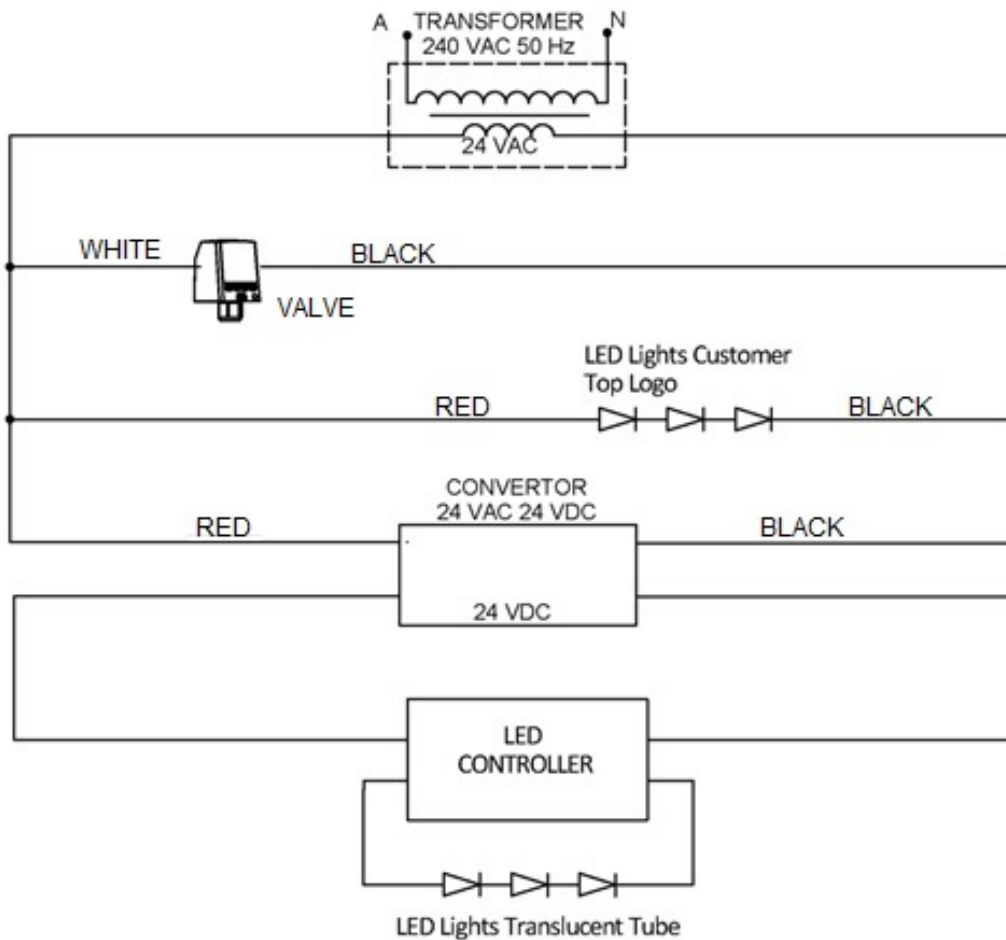 A TRANSFORMER N
240 VAC 50 Hz
24 VAC
WHITE BLACK
VALVE
LED Lights Customer
Top Logo
RED BLACK
CONVERTOR
24 VAC 24 VDC
RED BLACK
24 VDC
LED
CONTROLLER
LED Lights Translucent Tube